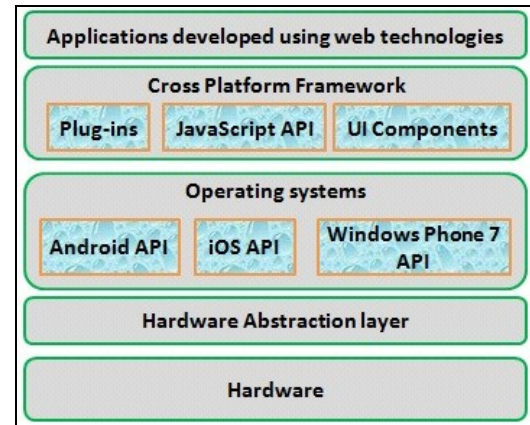 Applications developed using web technologies
Cross Platform Framework
Plug-ins
JavaScript API
UI Components
Operating systems
Android API
iOS API
Windows Phone 7
API
Hardware Abstraction layer
Hardware